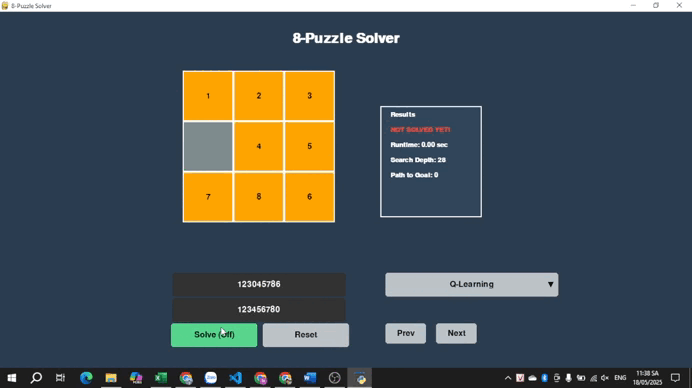 8-Puzzle Solver
8-Puzzle Solver
1 2 3
4 5
7 8 6
Results
NOT SOLVED YET!
Runtime: 0.00 sec
Search Depth: 28
Path to Goal: 0
123045786
123456780
Q-Learning
Solve (off)
Reset
Prev
Next
ENG
11:38 SA
18/05/2025